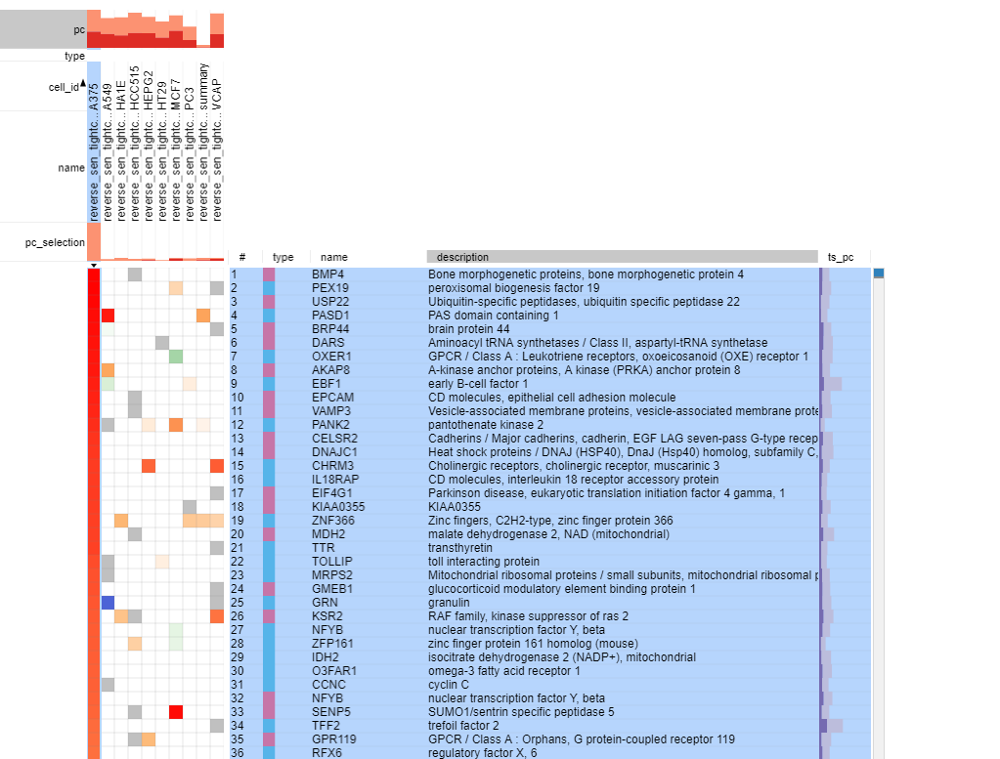 pc
type
cell_id
name
pc_selection
reverse_sen_tightc...A375
reverse_sen_tightc...A549
reverse_sen_tightc...HA1E
reverse_sen_tightc...HCC515
reverse_sen_tightc...HEPG2
reverse_sen_tightc...HT29
reverse_sen_tightc...MCF7
reverse_sen_tightc...PC3
reverse_sen_tightc...summary
reverse_sen_tightc...VCAP
# type name description ts_pc
1 BMP4 Bone morphogenetic proteins, bone morphogenetic protein 4
2 PEX19 peroxisomal biogenesis factor 19
3 USP22 Ubiquitin-specific peptidases, ubiquitin specific peptidase 22
4 PASD1 PAS domain containing 1
5 BRP44 brain protein 44
6 DARS Aminoacyl tRNA synthetases / Class II, aspartyl-tRNA synthetase
7 OXER1 GPCR / Class A : Leukotriene receptors, oxoeicosanoid (OXE) receptor 1
8 AKAP8 A-kinase anchor proteins, A kinase (PRKA) anchor protein 8
9 EBF1 early B-cell factor 1
10 EPCAM CD molecules, epithelial cell adhesion molecule
11 VAMP3 Vesicle-associated membrane proteins, vesicle-associated membrane prote
12 PANK2 pantothenate kinase 2
13 CELSR2 Cadherins / Major cadherins, cadherin, EGF LAG seven-pass G-type recep
14 DNAJC1 Heat shock proteins / DNAJ (HSP40), DnaJ (Hsp40) homolog, subfamily C,
15 CHRM3 Cholinergic receptors, cholinergic receptor, muscarinic 3
16 IL18RAP CD molecules, interleukin 18 receptor accessory protein
17 EIF4G1 Parkinson disease, eukaryotic translation initiation factor 4 gamma, 1
18 KIAA0355 KIAA0355
19 ZNF366 Zinc fingers, C2H2-type, zinc finger protein 366
20 MDH2 malate dehydrogenase 2, NAD (mitochondrial)
21 TTR transthyretin
22 TOLLIP toll interacting protein
23 MRPS2 Mitochondrial ribosomal proteins / small subunits, mitochondrial ribosomal p
24 GMEB1 glucocorticoid modulatory element binding protein 1
25 GRN granulin
26 KSR2 RAF family, kinase suppressor of ras 2
27 NFYB nuclear transcription factor Y, beta
28 ZFP161 zinc finger protein 161 homolog (mouse)
29 IDH2 isocitrate dehydrogenase 2 (NADP+), mitochondrial
30 O3FAR1 omega-3 fatty acid receptor 1
31 CCNC cyclin C
32 NFYB nuclear transcription factor Y, beta
33 SENP5 SUMO1/sentrin specific peptidase 5
34 TFF2 trefoil factor 2
35 GPR119 GPCR / Class A : Orphans, G protein-coupled receptor 119
36 RFX6 regulatory factor X, 6